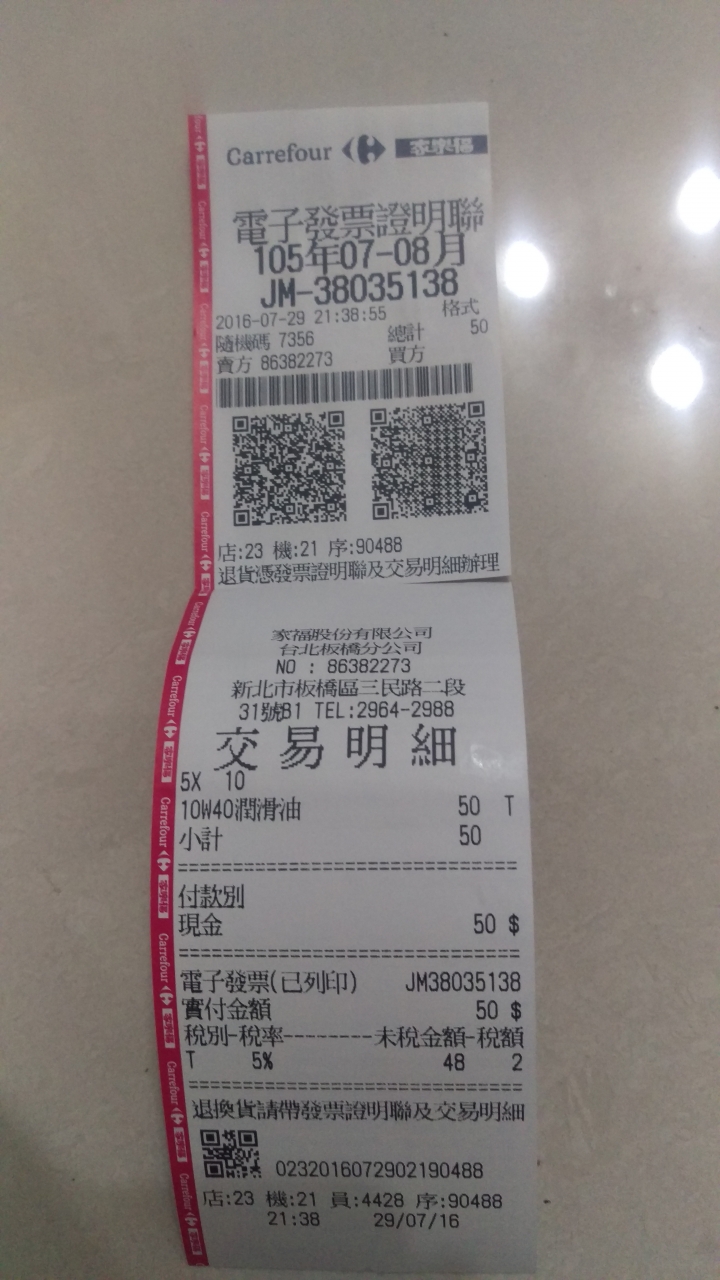 Carrefour 家樂福
電子發票證明聯
105年07-08月
JM-38035138
2016-07-29 21:38:55 格式
隨機碼 7356 總計 50
賣方 86382273 買方
店:23 機:21 序:90488
退貨憑發票證明聯及交易明細辦理
家福股份有限公司
台北板橋分公司
NO : 86382273
新北市板橋區三民路二段
31號B1 TEL:2964-2988
交易明細
5X 10
10W40潤滑油 50 T
小計 50
付款別
現金 50 $
電子發票(已列印) JM38035138
實付金額 50 $
稅別-稅率--------未稅金額-稅額
T 5% 48 2
退換貨請帶發票證明聯及交易明細
0232016072902190488
店:23 機:21 員:4428 序:90488
21:38 29/07/16